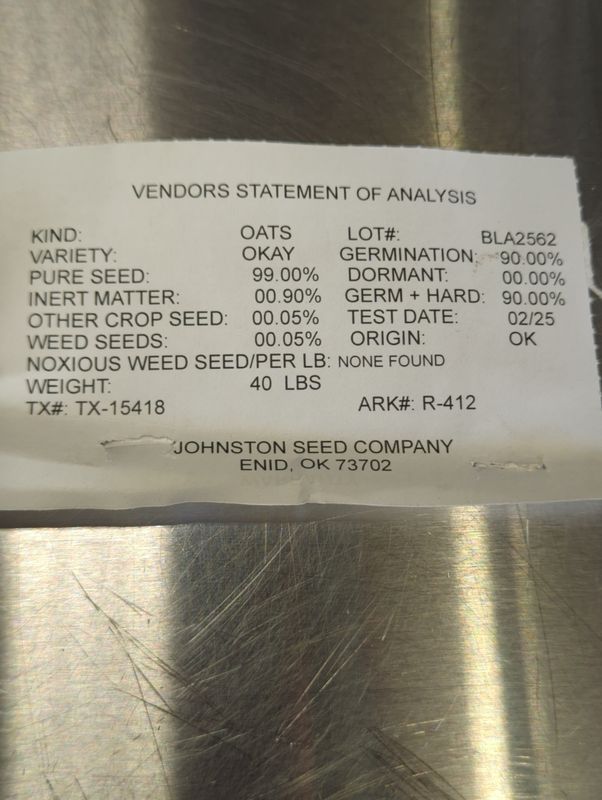 VENDORS STATEMENT OF ANALYSIS
KIND: OATS LOT#: BLA2562
VARIETY: OKAY GERMINATION: 90.00%
PURE SEED: 99.00% DORMANT: 00.00%
INERT MATTER: 00.90% GERM + HARD: 90.00%
OTHER CROP SEED: 00.05% TEST DATE: 02/25
WEED SEEDS: 00.05% ORIGIN: OK
NOXIOUS WEED SEED/PER LB: NONE FOUND
WEIGHT: 40 LBS
TX#: TX-15418 ARK#: R-412
JOHNSTON SEED COMPANY
ENID, OK 73702